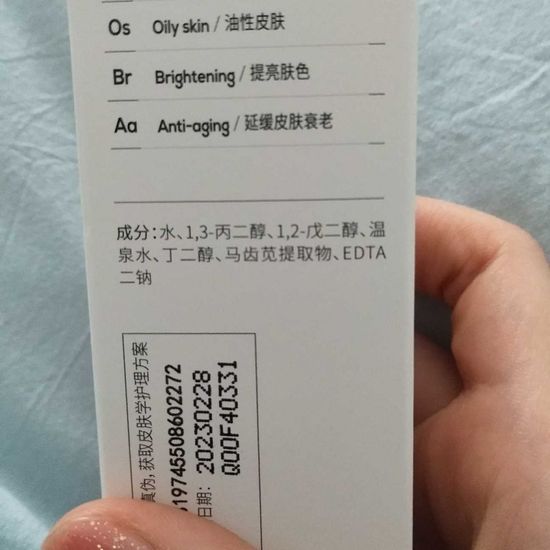 Os Oily skin / 油性皮肤
Br Brightening / 提亮肤色
Aa Anti-aging / 延缓皮肤衰老
成分：水、1,3-丙二醇、1,2-戊二醇、温
泉水、丁二醇、马齿苋提取物、EDTA
二钠
真伪，获取皮肤学护理方案
19745508602272
日期：20230228
Q00F40331